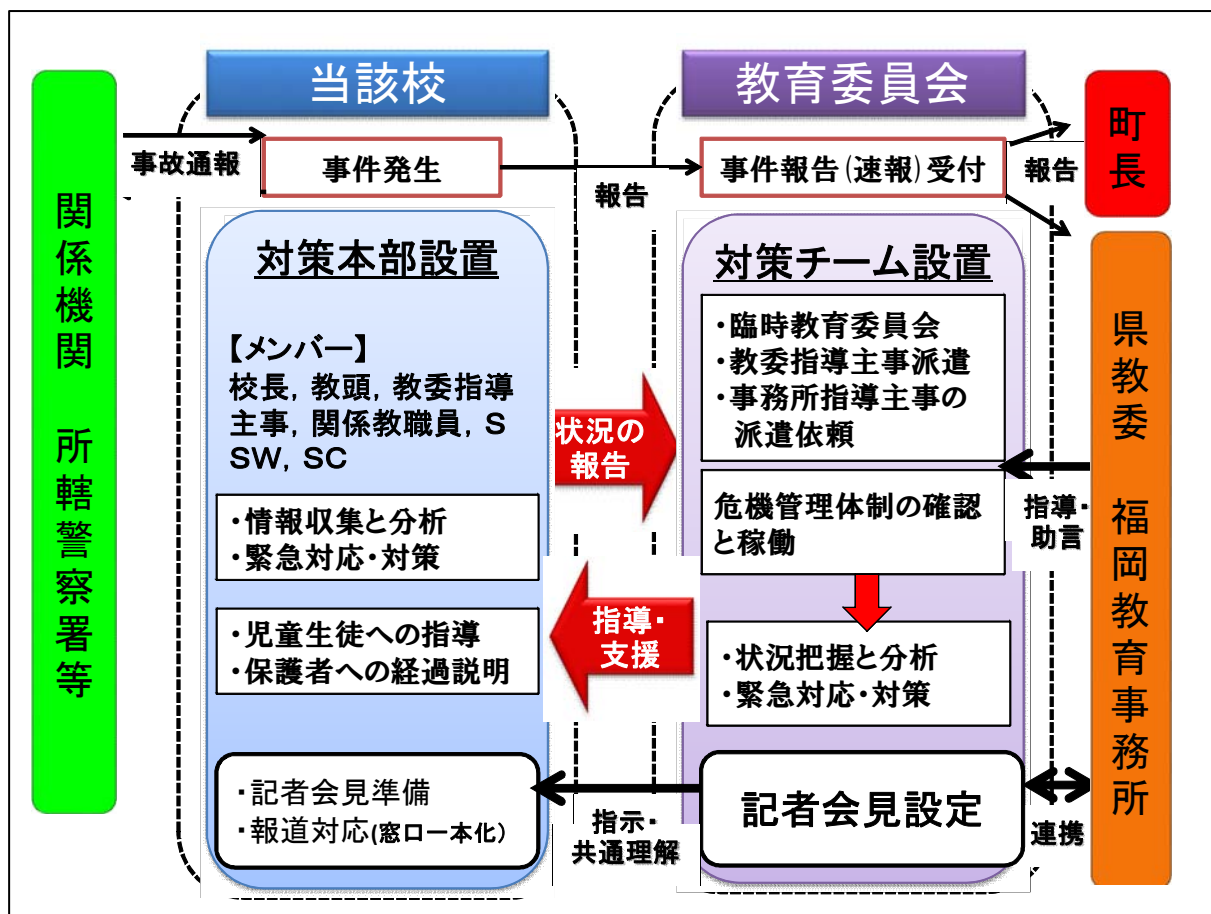 当該校
教育委員会
関係機関　所轄警察署等
事故通報
事件発生
報告
事件報告(速報)受付
報告
町長
県教委　福岡教育事務所
対策本部設置
【メンバー】
校長，教頭，教委指導
主事，関係教職員，S
SW，SC
・情報収集と分析
・緊急対応・対策
・児童生徒への指導
・保護者への経過説明
・記者会見準備
・報道対応(窓口一本化)
状況の
報告
指導・
支援
指示・
共通理解
対策チーム設置
・臨時教育委員会
・教委指導主事派遣
・事務所指導主事の
派遣依頼
危機管理体制の確認
と稼働
・状況把握と分析
・緊急対応・対策
記者会見設定
指導・
助言
連携